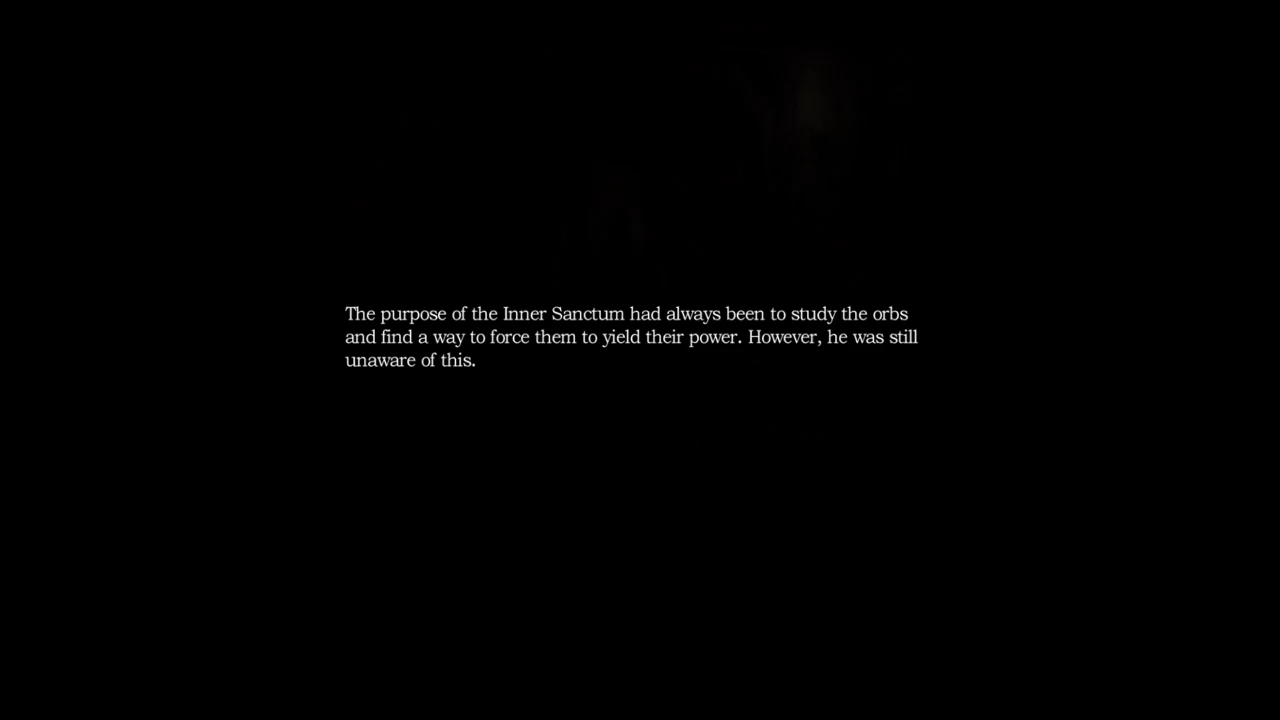 The purpose of the Inner Sanctum had always been to study the orbs
and find a way to force them to yield their power. However, he was still
unaware of this.